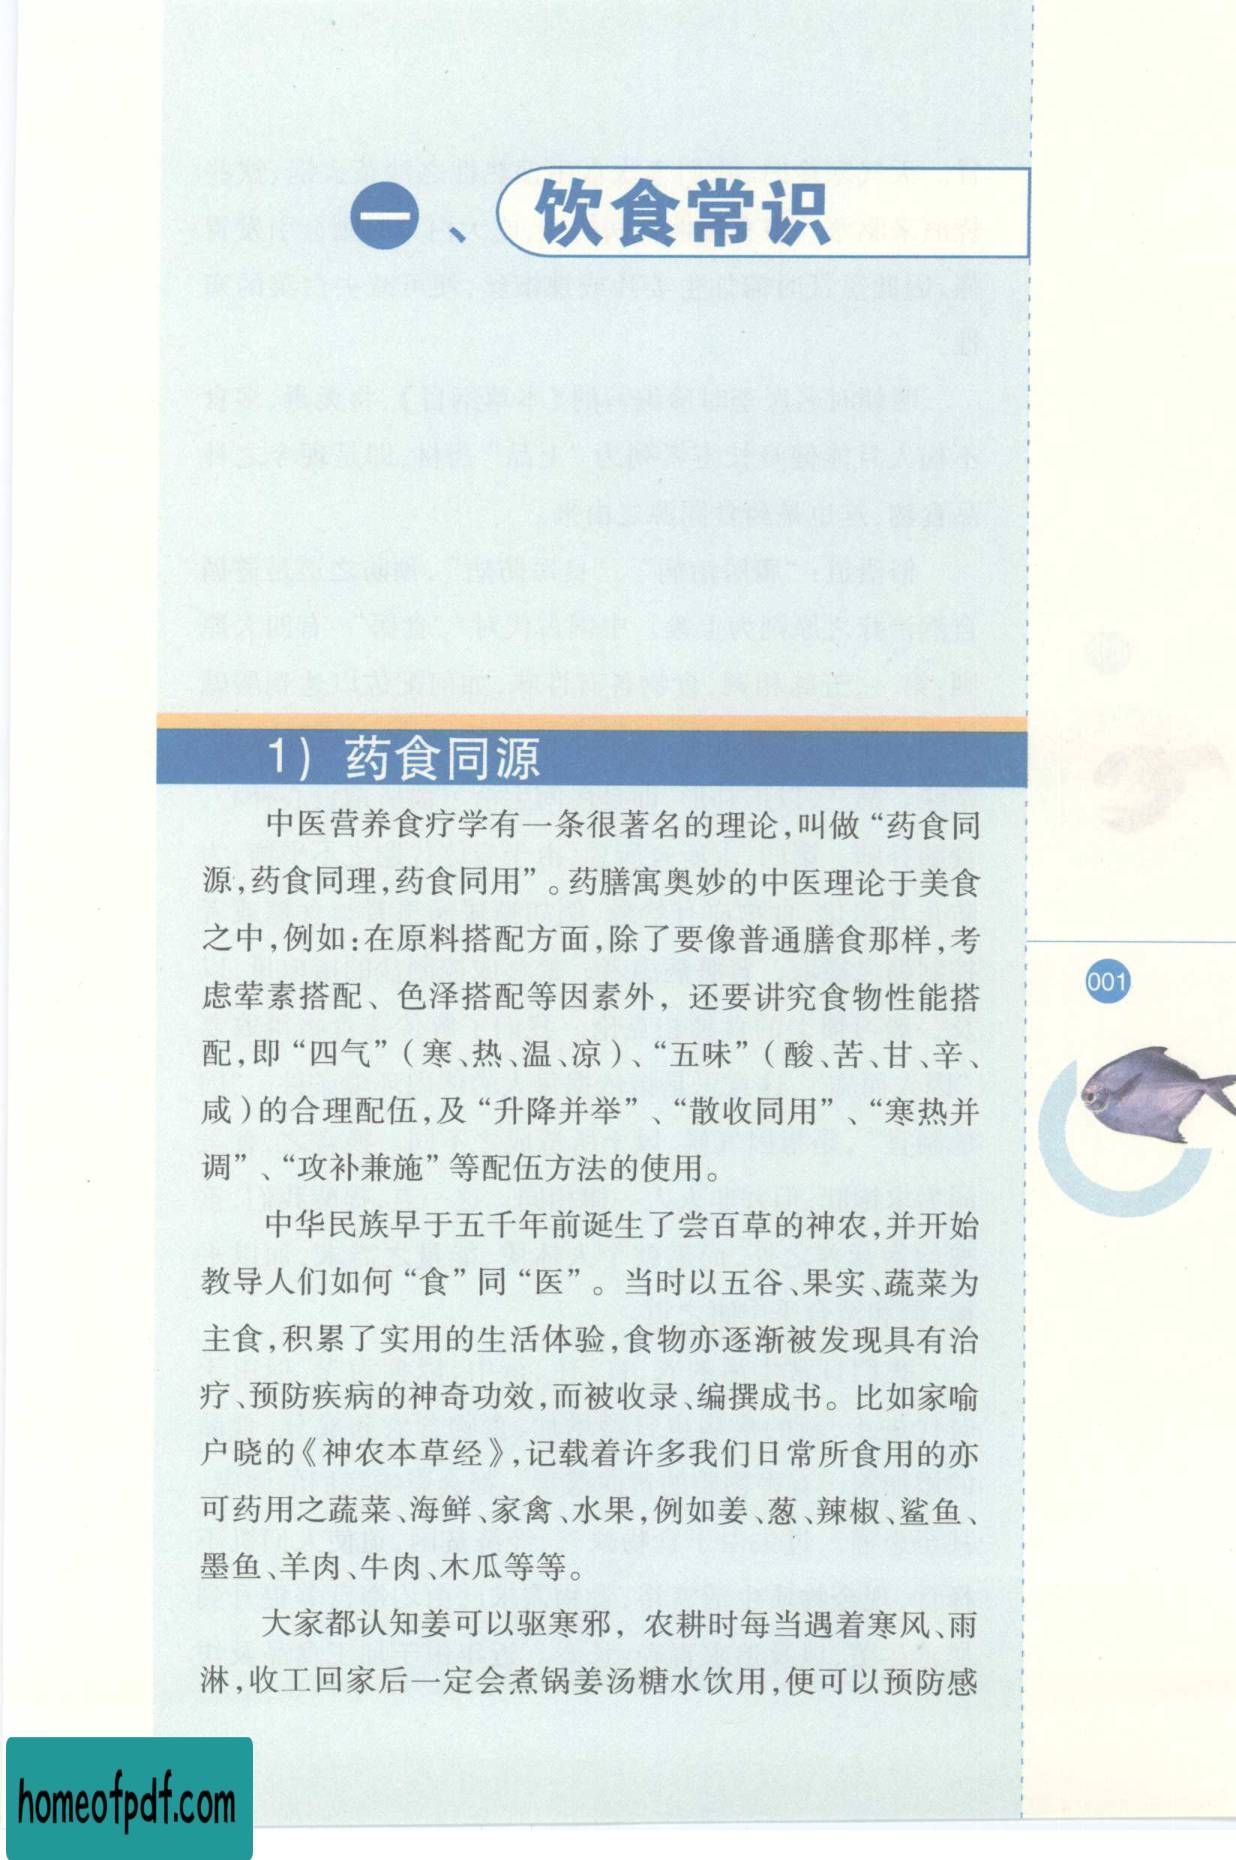 一、饮食常识
1）药食同源
中医营养食疗学有一条很著名的理论，叫做“药食同
源，药食同理，药食同用”。药膳寓奥妙的中医理论于美食
之中，例如：在原料搭配方面，除了要像普通膳食那样，考
虑荤素搭配、色泽搭配等因素外，还要讲究食物性能搭
配，即“四气”（寒、热、温、凉）、“五味”（酸、苦、甘、辛、
咸）的合理配伍，及“升降并举”、“散收同用”、“寒热并
调”、“攻补兼施”等配伍方法的使用。
中华民族早于五千年前诞生了尝百草的神农，并开始
教导人们如何“食”同“医”。当时以五谷、果实、蔬菜为
主食，积累了实用的生活体验，食物亦逐渐被发现具有治
疗、预防疾病的神奇功效，而被收录、编撰成书。比如家喻
户晓的《神农本草经》，记载着许多我们日常所食用的亦
可药用之蔬菜、海鲜、家禽、水果，例如姜、葱、辣椒、鲨鱼、
墨鱼、羊肉、牛肉、木瓜等等。
大家都认知姜可以驱寒邪，农耕时每当遇着寒风、雨
淋，收工回家后一定会煮锅姜汤糖水饮用，便可以预防感
001
homeofpdf.com